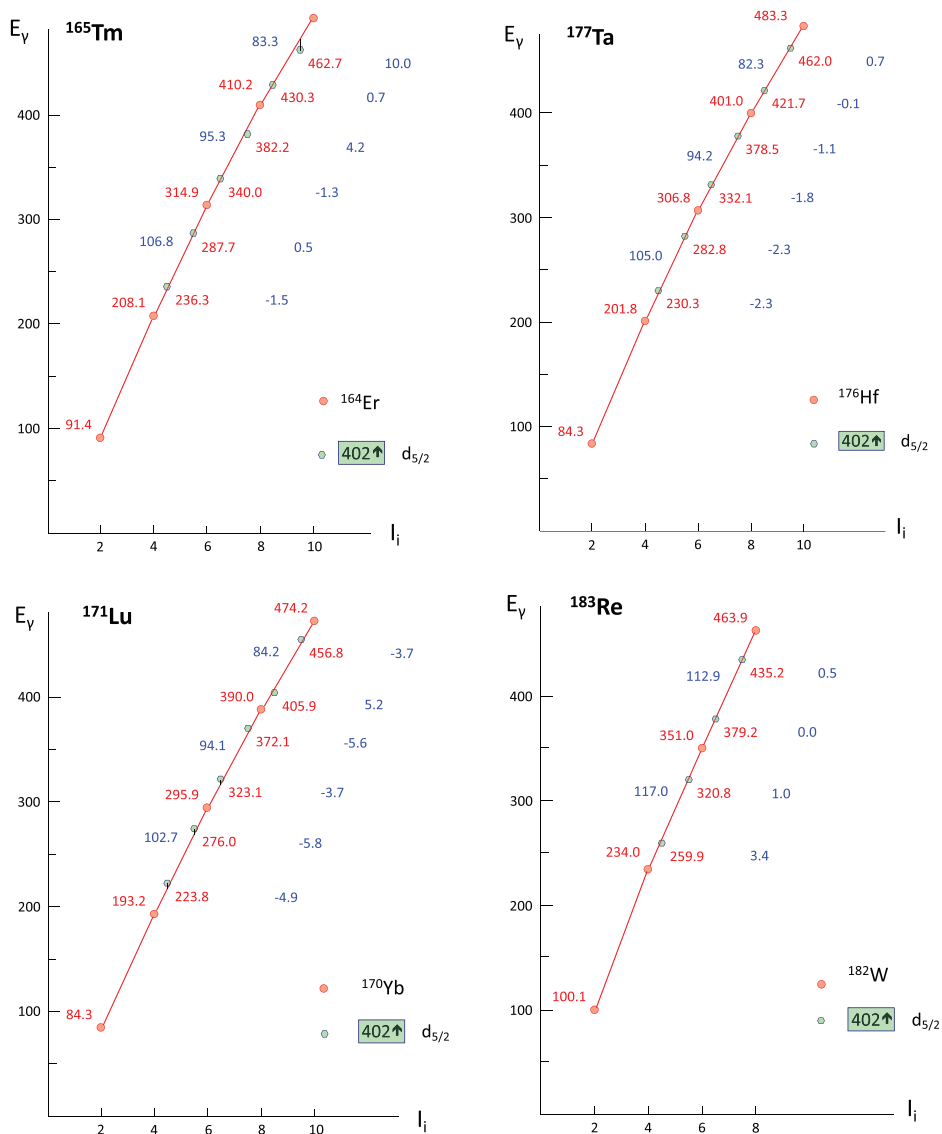 Eγ
165Tm
83.3
462.7 10.0
410.2
430.3 0.7
400
95.3
382.2 4.2
314.9
340.0 -1.3
300
106.8
287.7 0.5
208.1
236.3 -1.5
200
91.4
164Er
100
402↑ d5/2
2 4 6 8 10
Ii
Eγ
177Ta
483.3
82.3
462.0 0.7
401.0
421.7 -0.1
400
94.2
378.5 -1.1
306.8
332.1 -1.8
300
105.0
282.8 -2.3
201.8
230.3 -2.3
200
84.3
176Hf
100
402↑ d5/2
2 4 6 8 10
Ii
Eγ
171Lu
474.2
84.2
456.8 -3.7
390.0
405.9 5.2
400
94.1
372.1 -5.6
295.9
323.1 -3.7
300
102.7
276.0 -5.8
193.2
223.8 -4.9
200
84.3
170Yb
100
402↑ d5/2
2 4 6 8 10
Ii
Eγ
183Re
463.9
112.9
435.2 0.5
400
351.0
379.2 0.0
117.0
320.8 1.0
300
234.0
259.9 3.4
200
100.1
182W
100
402↑ d5/2
2 4 6 8
Ii